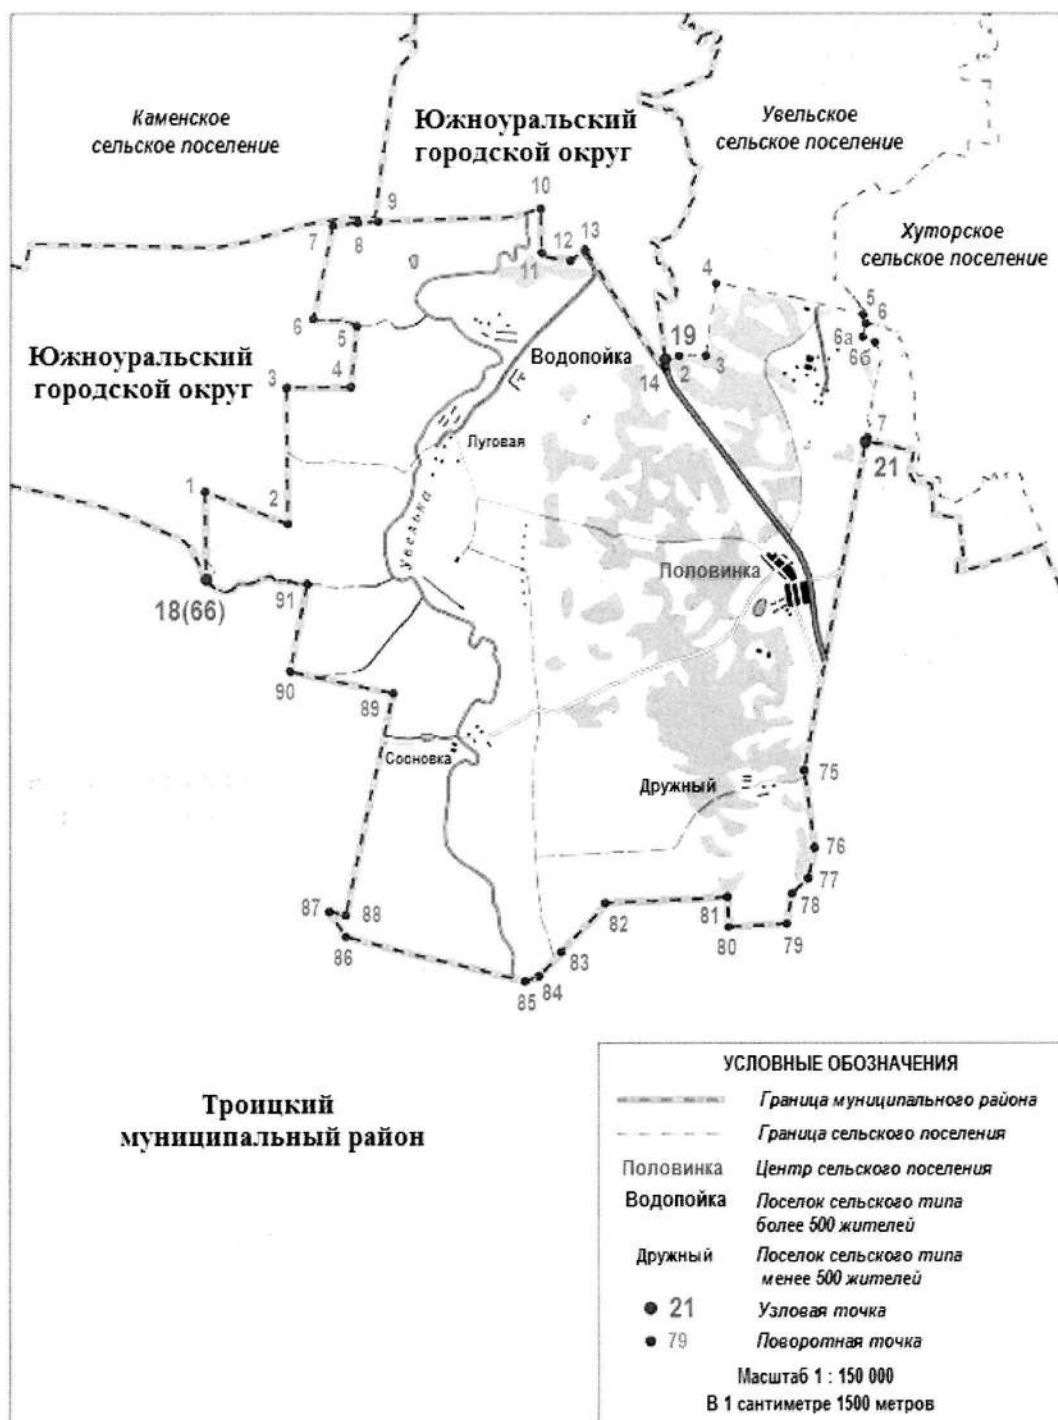 Каменское
сельское поселение
Южноуральский
городской округ
Увельское
сельское поселение
Хуторское
сельское поселение
Южноуральский
городской округ
10
9
13
7
8
12
11
4
5
6
6а
6б
6
5
19
3
4
2
3
14
Водопойка
7
21
Луговая
1
2
Увелька
18(66)
91
Половинка
90
89
Сосновка
Дружный
75
76
77
78
79
80
81
82
83
84
85
86
87
88
Троицкий
муниципальный район
УСЛОВНЫЕ ОБОЗНАЧЕНИЯ
Граница муниципального района
Граница сельского поселения
Половинка Центр сельского поселения
Водопойка Поселок сельского типа
более 500 жителей
Дружный Поселок сельского типа
менее 500 жителей
21 Узловая точка
79 Поворотная точка
Масштаб 1 : 150 000
В 1 сантиметре 1500 метров